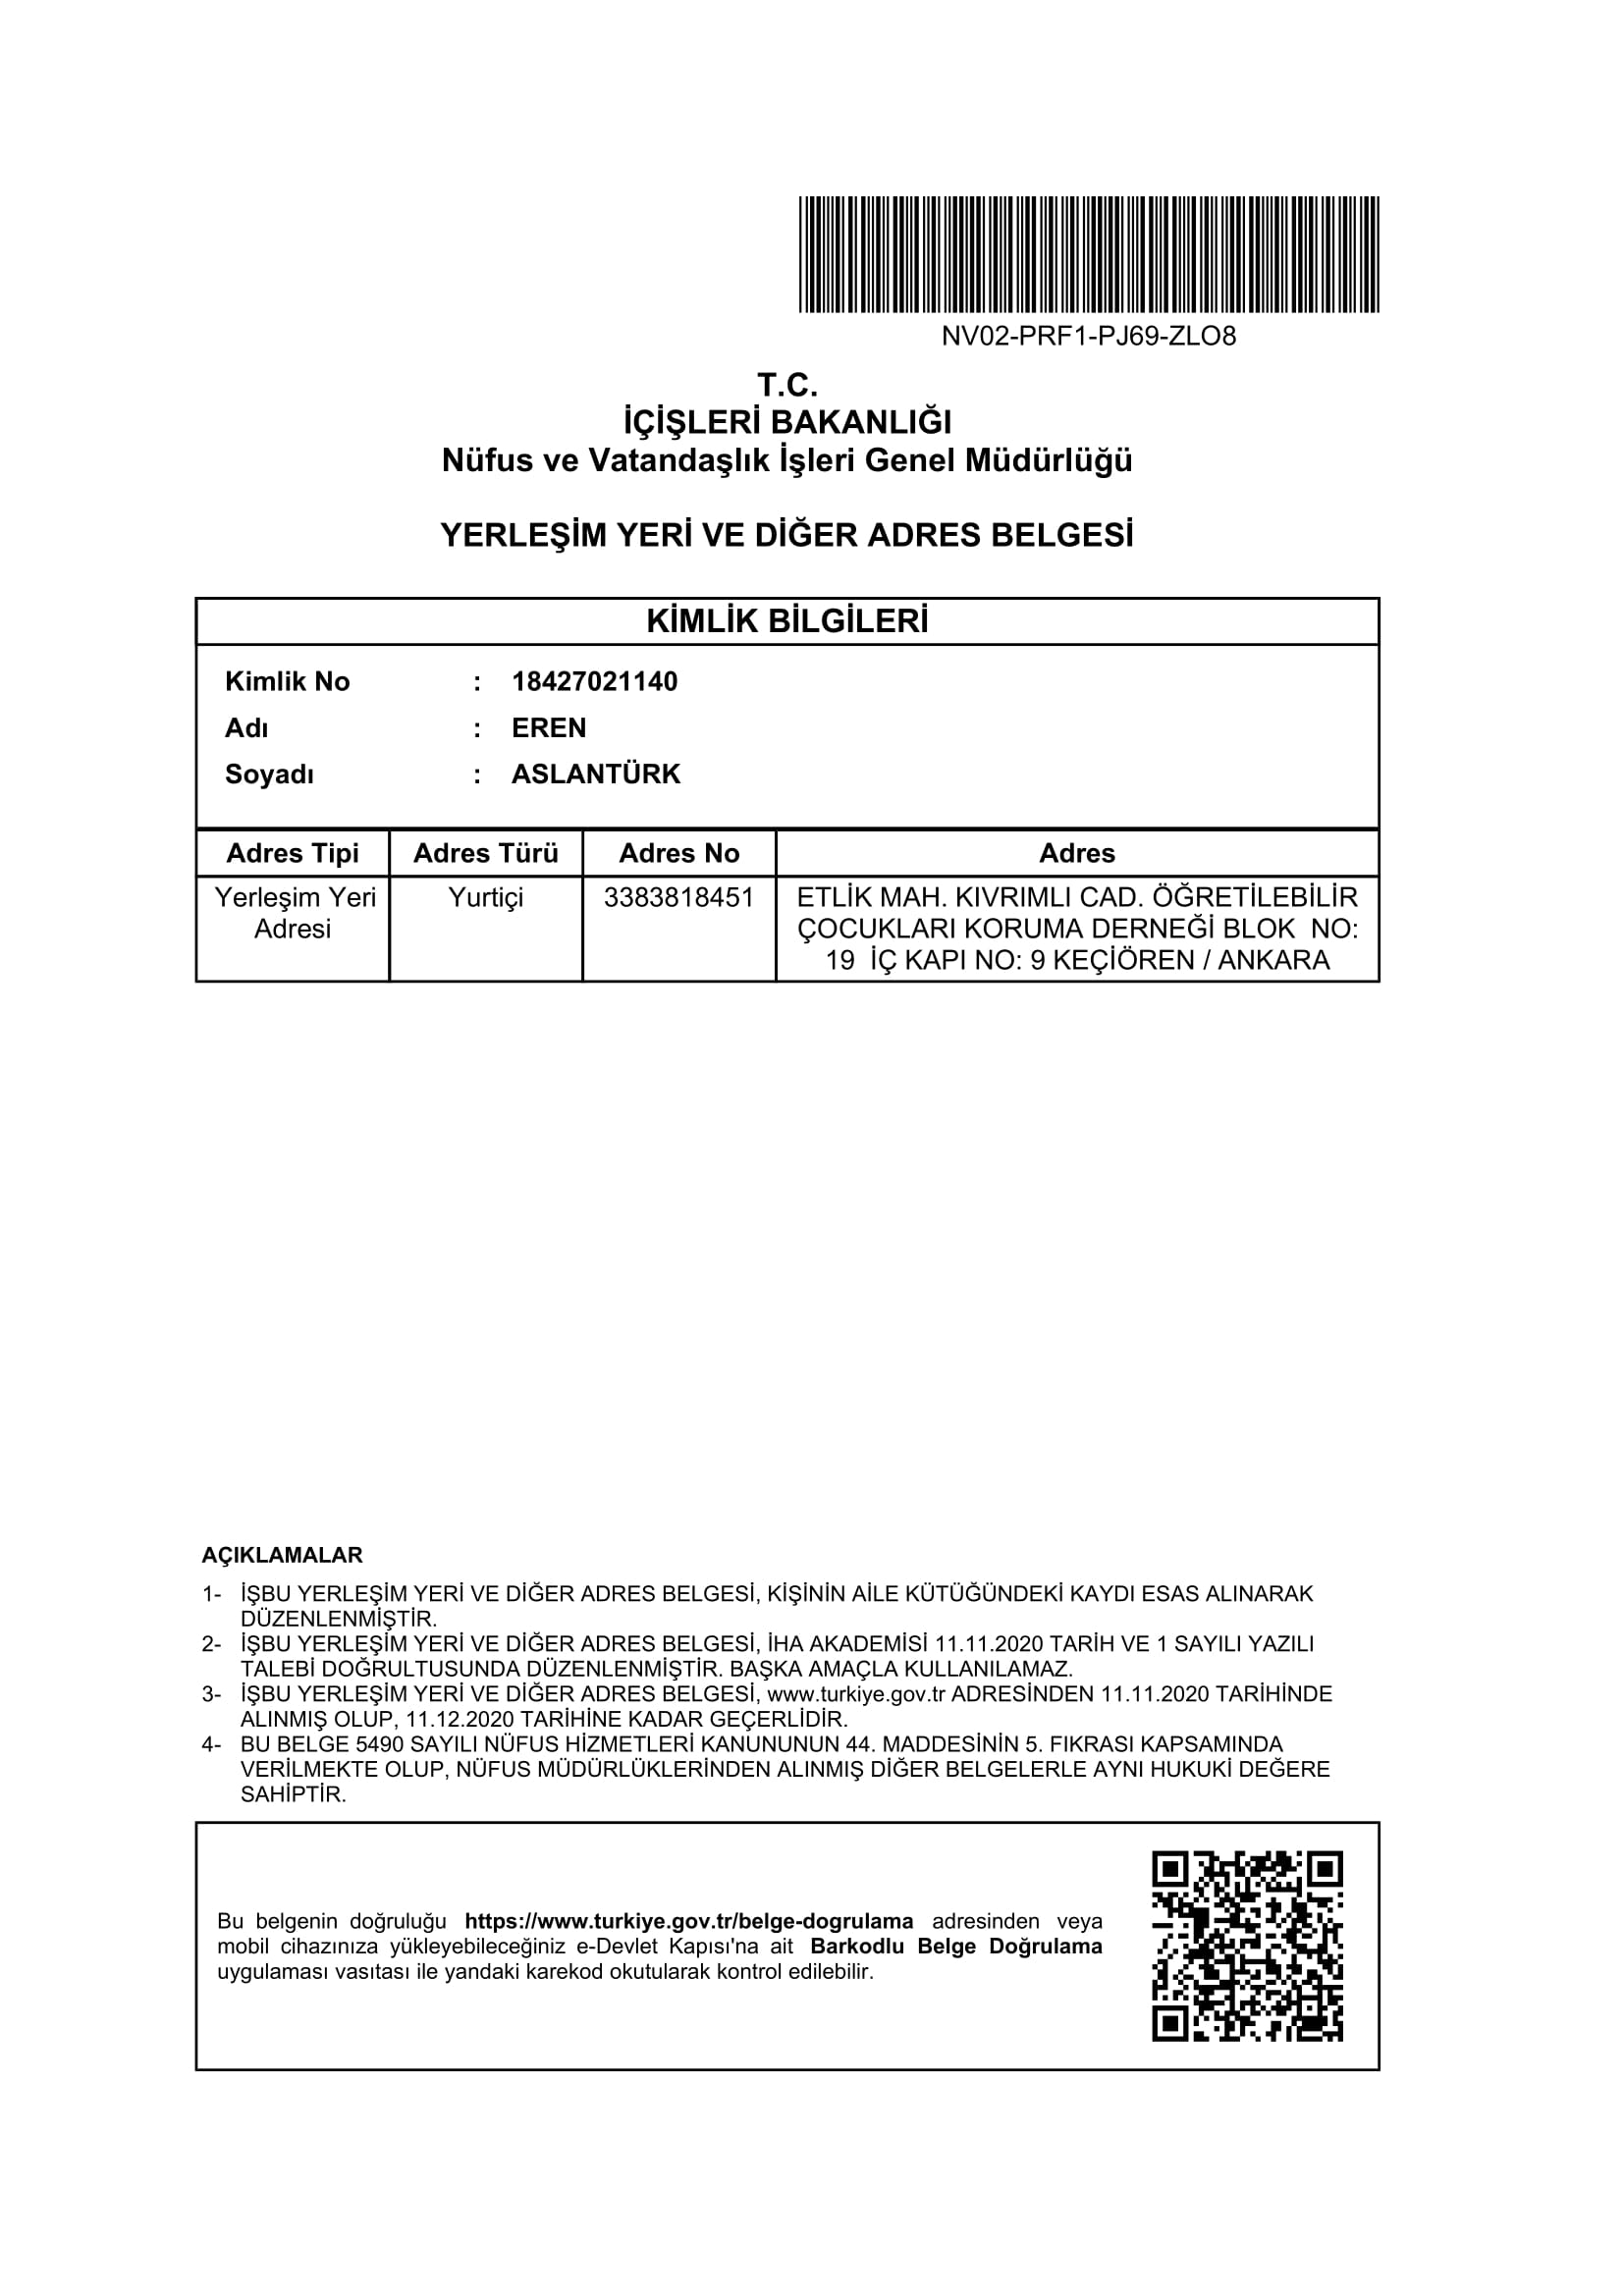 NV02-PRF1-PJ69-ZLO8
T.C.
İÇİŞLERİ BAKANLIĞI
Nüfus ve Vatandaşlık İşleri Genel Müdürlüğü
YERLEŞİM YERİ VE DİĞER ADRES BELGESİ
KİMLİK BİLGİLERİ
Kimlik No : 18427021140
Adı : EREN
Soyadı : ASLANTÜRK
Adres Tipi Adres Türü Adres No Adres
Yerleşim Yeri Yurtiçi 3383818451 ETLİK MAH. KIVRIMLI CAD. ÖĞRETİLEBİLİR
Adresi ÇOCUKLARI KORUMA DERNEĞİ BLOK NO:
19 İÇ KAPI NO: 9 KEÇİÖREN / ANKARA
AÇIKLAMALAR
1- İŞBU YERLEŞİM YERİ VE DİĞER ADRES BELGESİ, KİŞİNİN AİLE KÜTÜĞÜNDEKİ KAYDI ESAS ALINARAK
DÜZENLENMİŞTİR.
2- İŞBU YERLEŞİM YERİ VE DİĞER ADRES BELGESİ, İHA AKADEMİSİ 11.11.2020 TARİH VE 1 SAYILI YAZILI
TALEBİ DOĞRULTUSUNDA DÜZENLENMİŞTİR. BAŞKA AMAÇLA KULLANILAMAZ.
3- İŞBU YERLEŞİM YERİ VE DİĞER ADRES BELGESİ, www.turkiye.gov.tr ADRESİNDEN 11.11.2020 TARİHİNDE
ALINMIŞ OLUP, 11.12.2020 TARİHİNE KADAR GEÇERLİDİR.
4- BU BELGE 5490 SAYILI NÜFUS HİZMETLERİ KANUNUNUN 44. MADDESİNİN 5. FIKRASI KAPSAMINDA
VERİLMEKTE OLUP, NÜFUS MÜDÜRLÜKLERİNDEN ALINMIŞ DİĞER BELGELERLE AYNI HUKUKİ DEĞERE
SAHİPTİR.
Bu belgenin doğruluğu https://www.turkiye.gov.tr/belge-dogrulama adresinden veya
mobil cihazınıza yükleyebileceğiniz e-Devlet Kapısı'na ait Barkodlu Belge Doğrulama
uygulaması vasıtası ile yandaki karekod okutularak kontrol edilebilir.